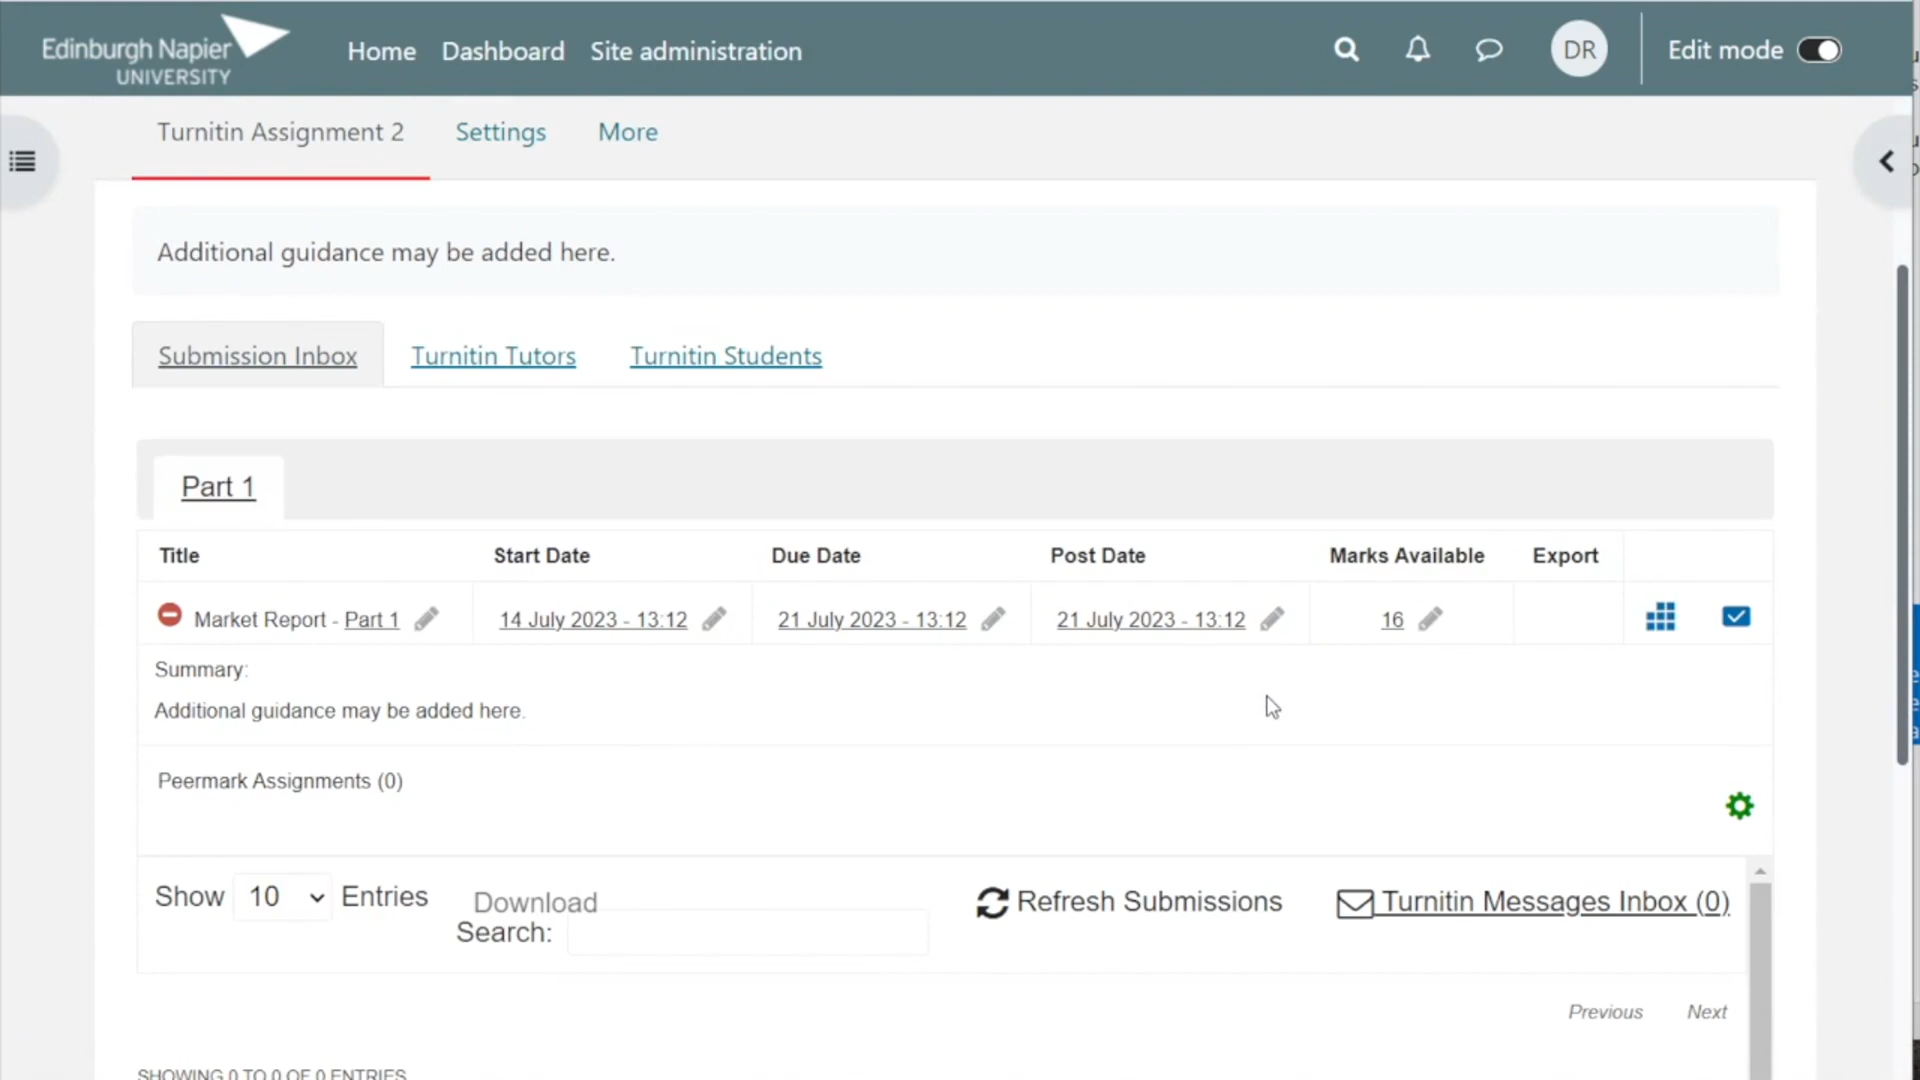 Edinburgh Napier
UNIVERSITY
Home Dashboard Site administration
DR
Edit mode
Turnitin Assignment 2 Settings More
Additional guidance may be added here.
Submission Inbox Turnitin Tutors Turnitin Students
Part 1
Title Start Date Due Date Post Date Marks Available Export
Market Report - Part 1 14 July 2023 - 13:12 21 July 2023 - 13:12 21 July 2023 - 13:12 16
Summary:
Additional guidance may be added here.
Peermark Assignments (0)
Show 10 Entries Download Refresh Submissions Turnitin Messages Inbox (0)
Search:
Previous Next
SHOWING 0 TO 0 OF 0 ENTRIES